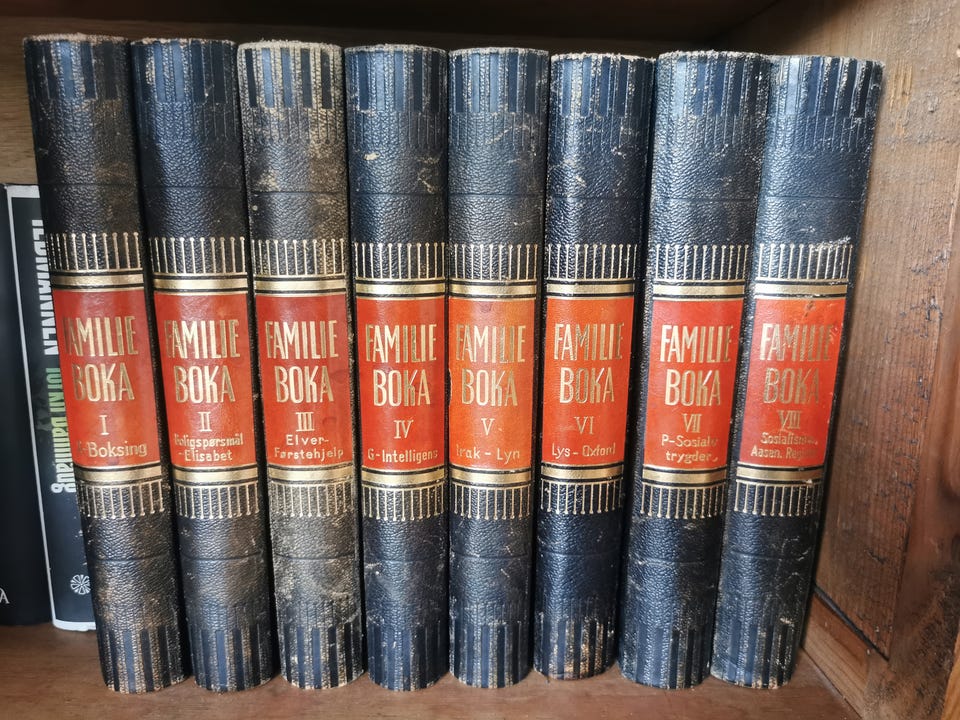 FAMILIE
BOKA
I
-Boksing
FAMILIE
BOKA
II
Boligspørsmål
-Elisabet
FAMILIE
BOKA
III
Elver-
Førstehjelp
FAMILIE
BOKA
IV
G-Intelligens
FAMILIE
BOKA
V
Irak - Lyn
FAMILIE
BOKA
VI
Lys-Oxford
FAMILIE
BOKA
VII
P-Sosiale
trygder
FAMILIE
BOKA
VIII
Aasen.